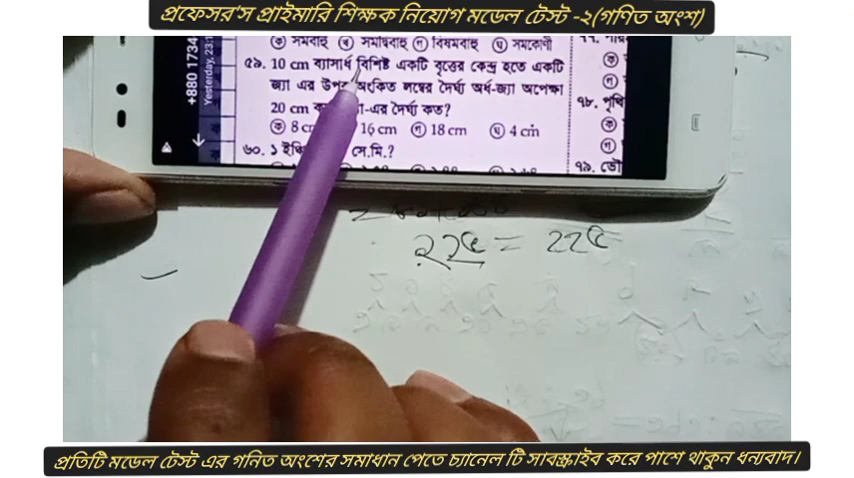 প্রফেসর'স প্রাইমারি শিক্ষক নিয়োগ মডেল টেস্ট -২(গণিত অংশ)
+880 1734
Yesterday, 23:1
ক সমবাহু খ সমদ্বিবাহু গ বিষমবাহু ঘ সমকোণী
৫৯. 10 cm ব্যাসার্ধ বিশিষ্ট একটি বৃত্তের কেন্দ্র হতে একটি
জ্যা এর উপর অংকিত লম্বের দৈর্ঘ্য অর্ধ-জ্যা অপেক্ষা
20 cm -এর দৈর্ঘ্য কত?
ক 8 16 cm গ 18 cm ঘ 4 cm
৬০. ১ ইঞ্চি সে.মি.?
৭৮. পৃথি
৭৯. ভৌ
২২৫ = 22৫
প্রতিটি মডেল টেস্ট এর গনিত অংশের সমাধান পেতে চ্যানেল টি সাবস্ক্রাইব করে পাশে থাকুন ধন্যবাদ।